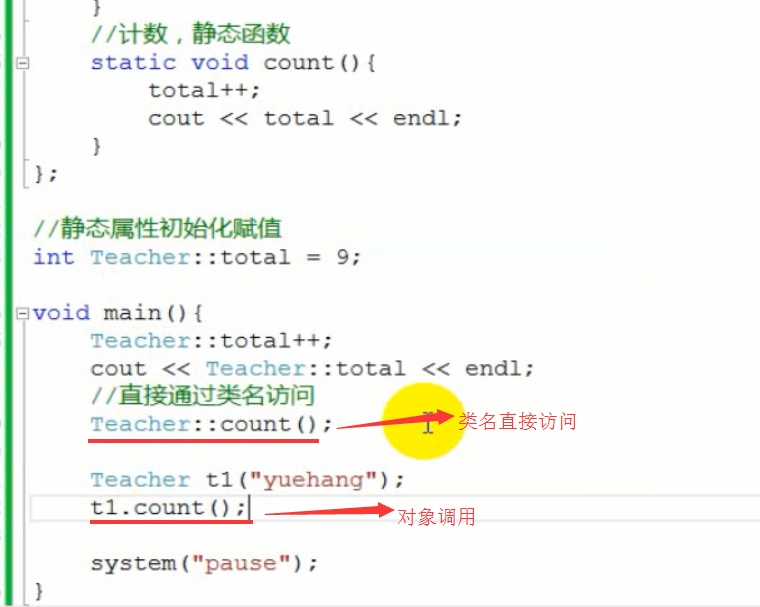 }
//计数，静态函数
static void count(){
total++;
cout << total << endl;
}
};
//静态属性初始化赋值
int Teacher::total = 9;
void main(){
Teacher::total++;
cout << Teacher::total << endl;
//直接通过类名访问
Teacher::count(); 类名直接访问
Teacher t1("yuehang");
t1.count(); 对象调用
system("pause");
}